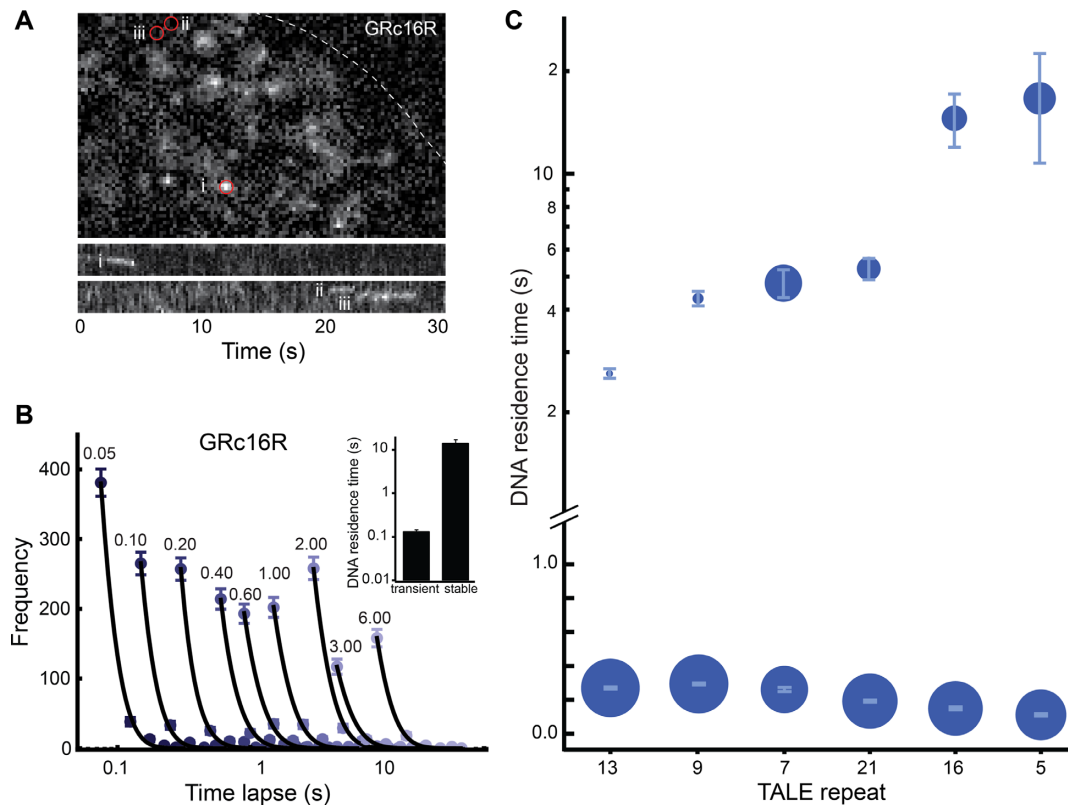 A
GRc16R
iii
ii
i
i
ii
iii
0 10 20 30
Time (s)
B
GRc16R
0.05
0.10
0.20
0.40
0.60
1.00
2.00
3.00
6.00
400
300
200
100
0
Frequency
0.1 1 10
Time lapse (s)
DNA residence time (s)
10
1
0.1
0.01
transient stable
C
DNA residence time (s)
2
10
8
6
4
2
1.0
0.0
13 9 7 21 16 5
TALE repeat